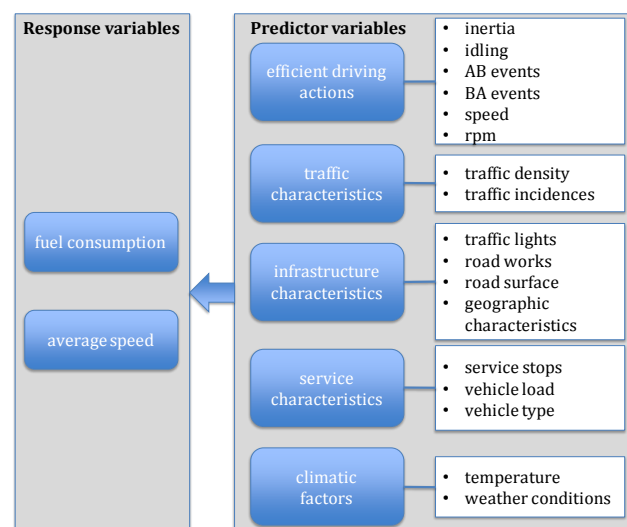 Response variables
fuel consumption
average speed
Predictor variables
efficient driving
actions
• inertia
• idling
• AB events
• BA events
• speed
• rpm
traffic
characteristics
• traffic density
• traffic incidences
infrastructure
characteristics
• traffic lights
• road works
• road surface
• geographic
characteristics
service
characteristics
• service stops
• vehicle load
• vehicle type
climatic
factors
• temperature
• weather conditions